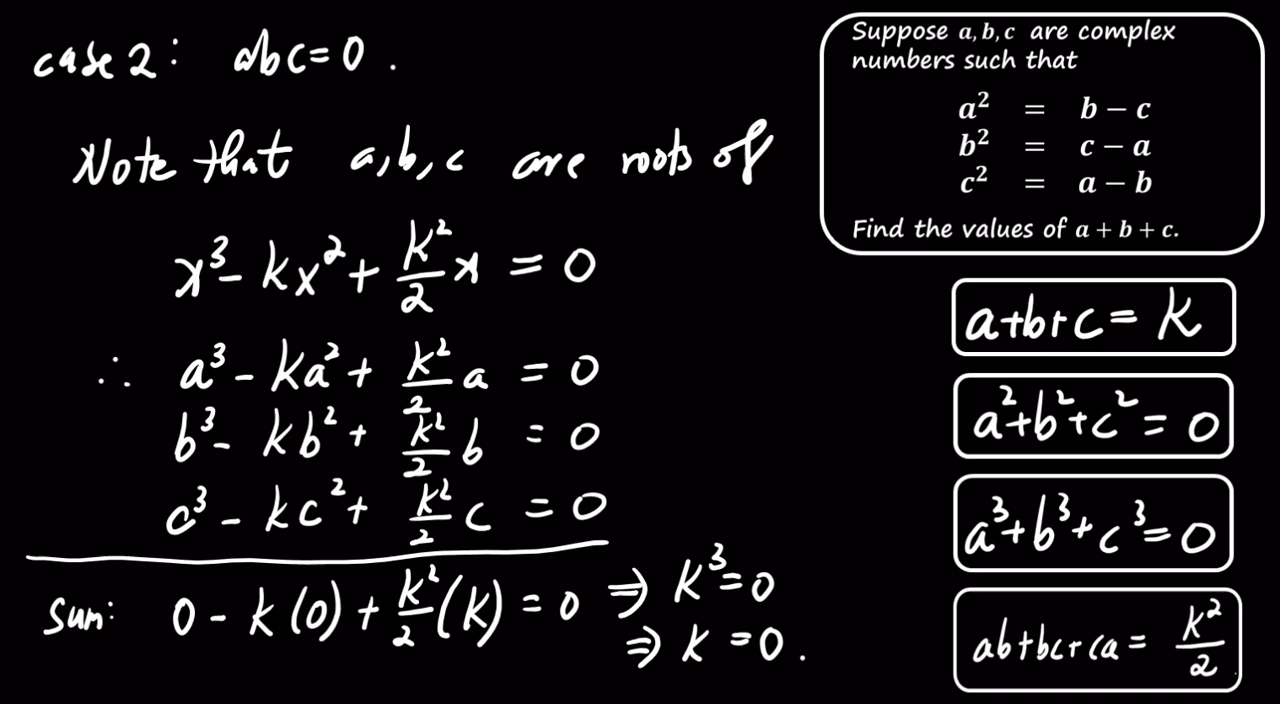 case 2: abc=0.
Note that a,b,c are roots of
x³ - kx² + k²/2 x = 0
∴ a³ - ka² + k²/2 a = 0
b³ - kb² + k²/2 b = 0
c³ - kc² + k²/2 c = 0
Sum: 0 - k(0) + k²/2 (k) = 0 ⇒ k³=0
⇒ k=0.
Suppose a, b, c are complex
numbers such that
a² = b − c
b² = c − a
c² = a − b
Find the values of a + b + c.
a+b+c = k
a²+b²+c² = 0
a³+b³+c³=0
ab+bc+ca = k²/2